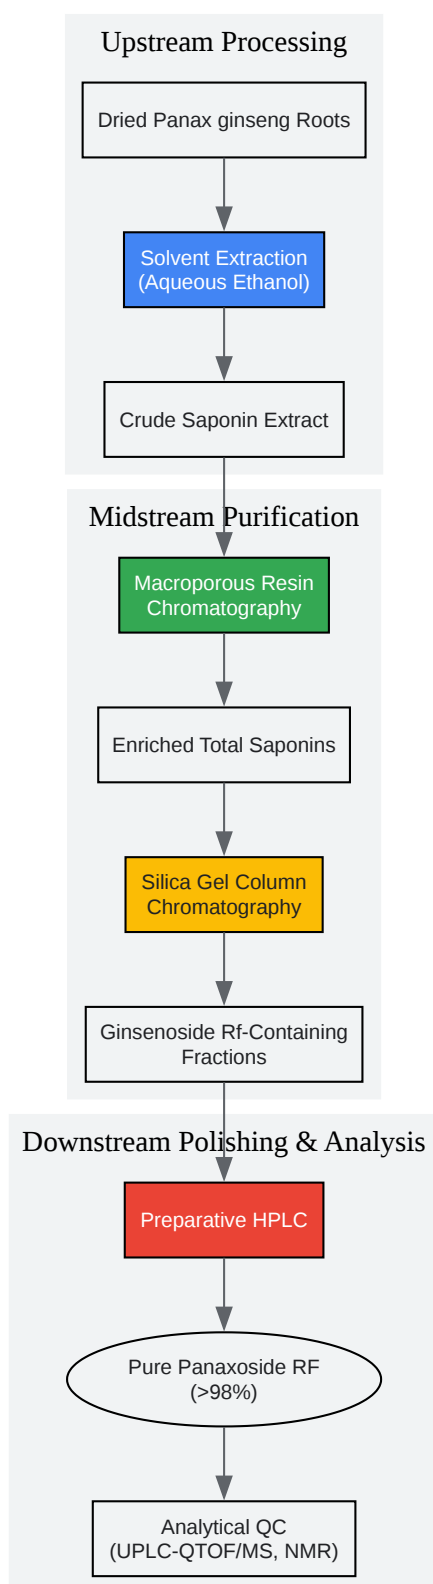 Upstream Processing
Dried Panax ginseng Roots
Solvent Extraction
(Aqueous Ethanol)
Crude Saponin Extract
Midstream Purification
Macroporous Resin
Chromatography
Enriched Total Saponins
Silica Gel Column
Chromatography
Ginsenoside Rf-Containing
Fractions
Downstream Polishing & Analysis
Preparative HPLC
Pure Panaxoside RF
(>98%)
Analytical QC
(UPLC-QTOF/MS, NMR)